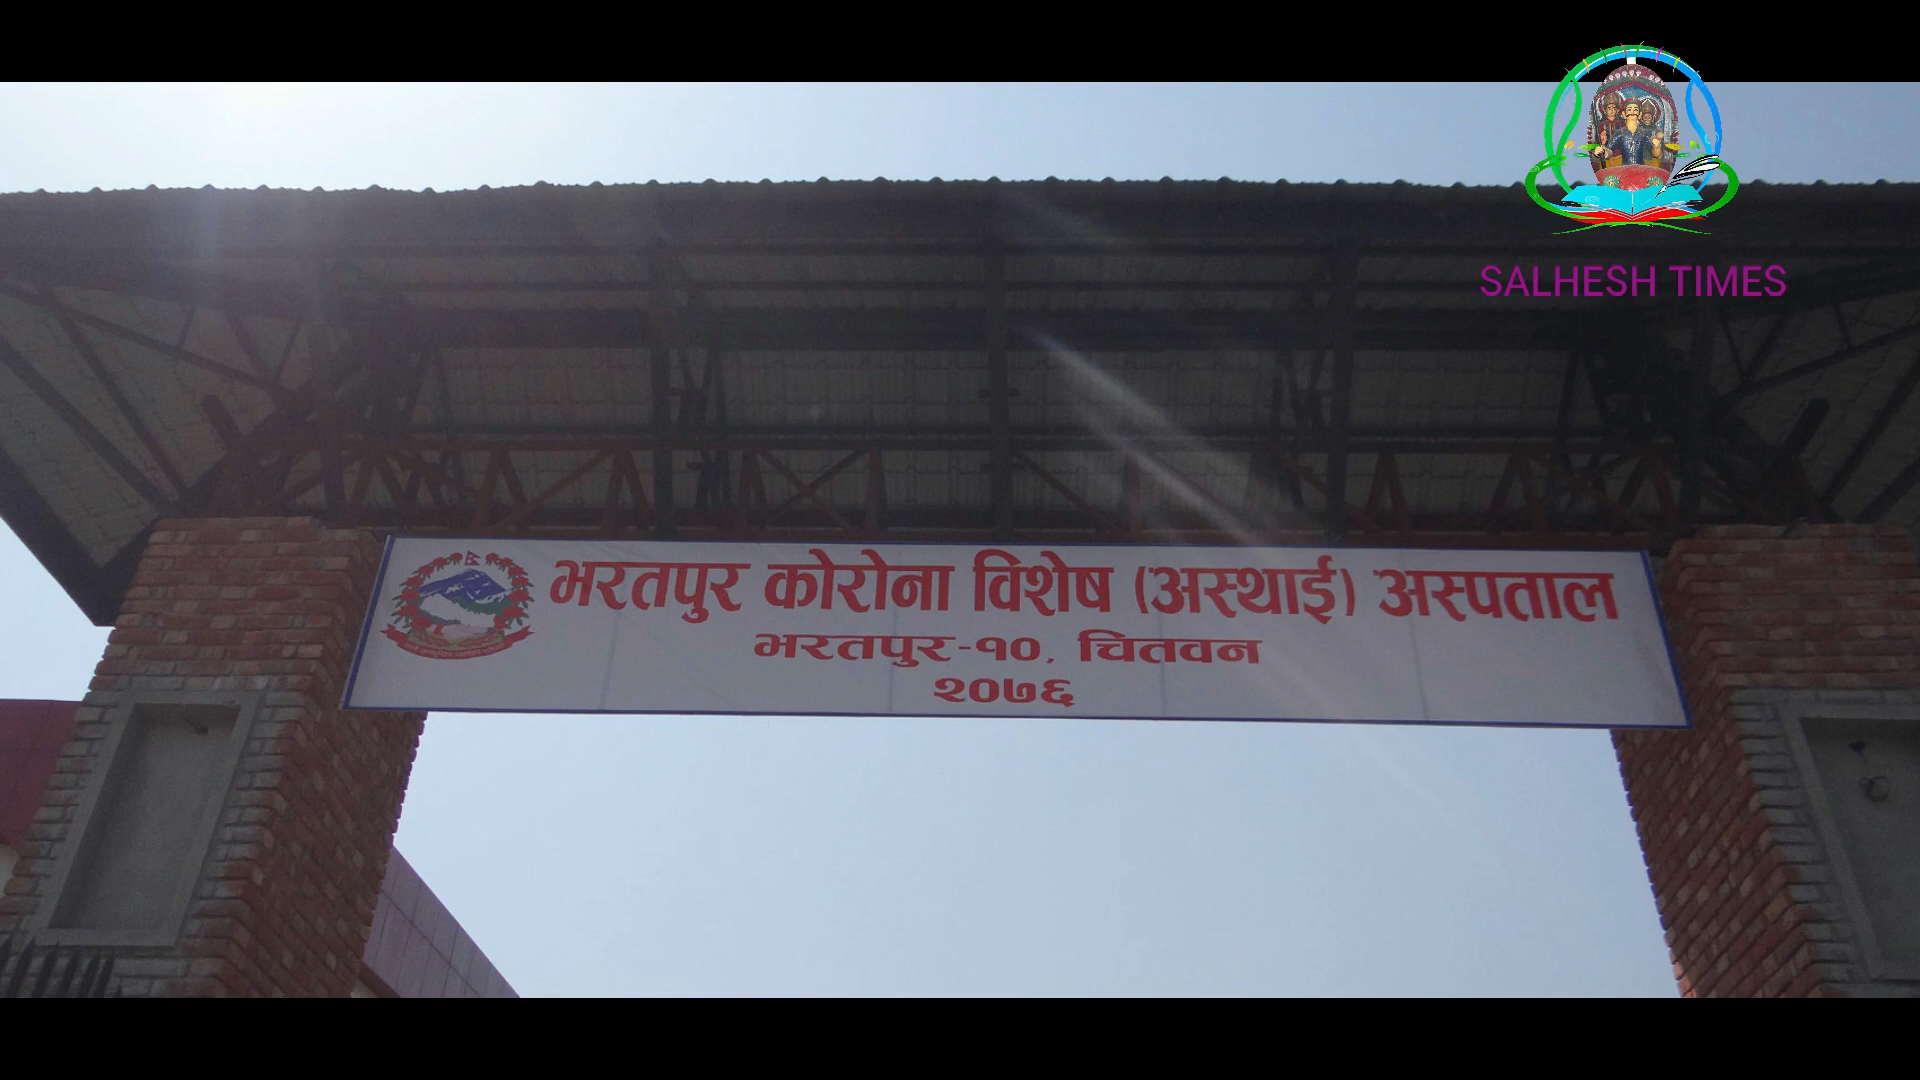 SALHESH TIMES
भरतपुर कोरोना विशेष (अस्थाई) अस्पताल
भरतपुर-१०, चितवन
२०७६